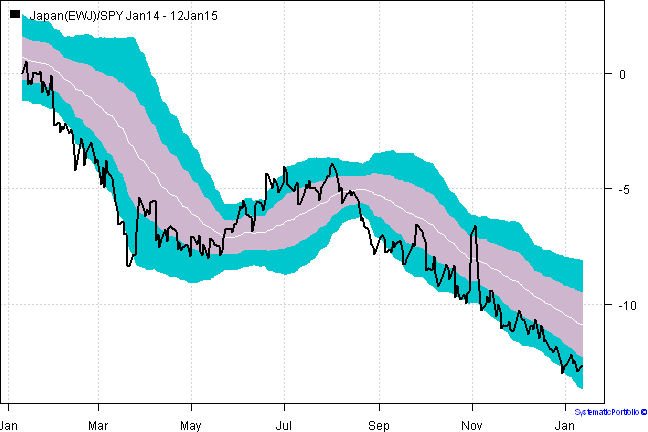 Japan(EWJ)/SPY Jan14 - 12Jan15
0
-5
-10
Jan Mar May Jul Sep Nov Jan
SystematicPortfolio ©